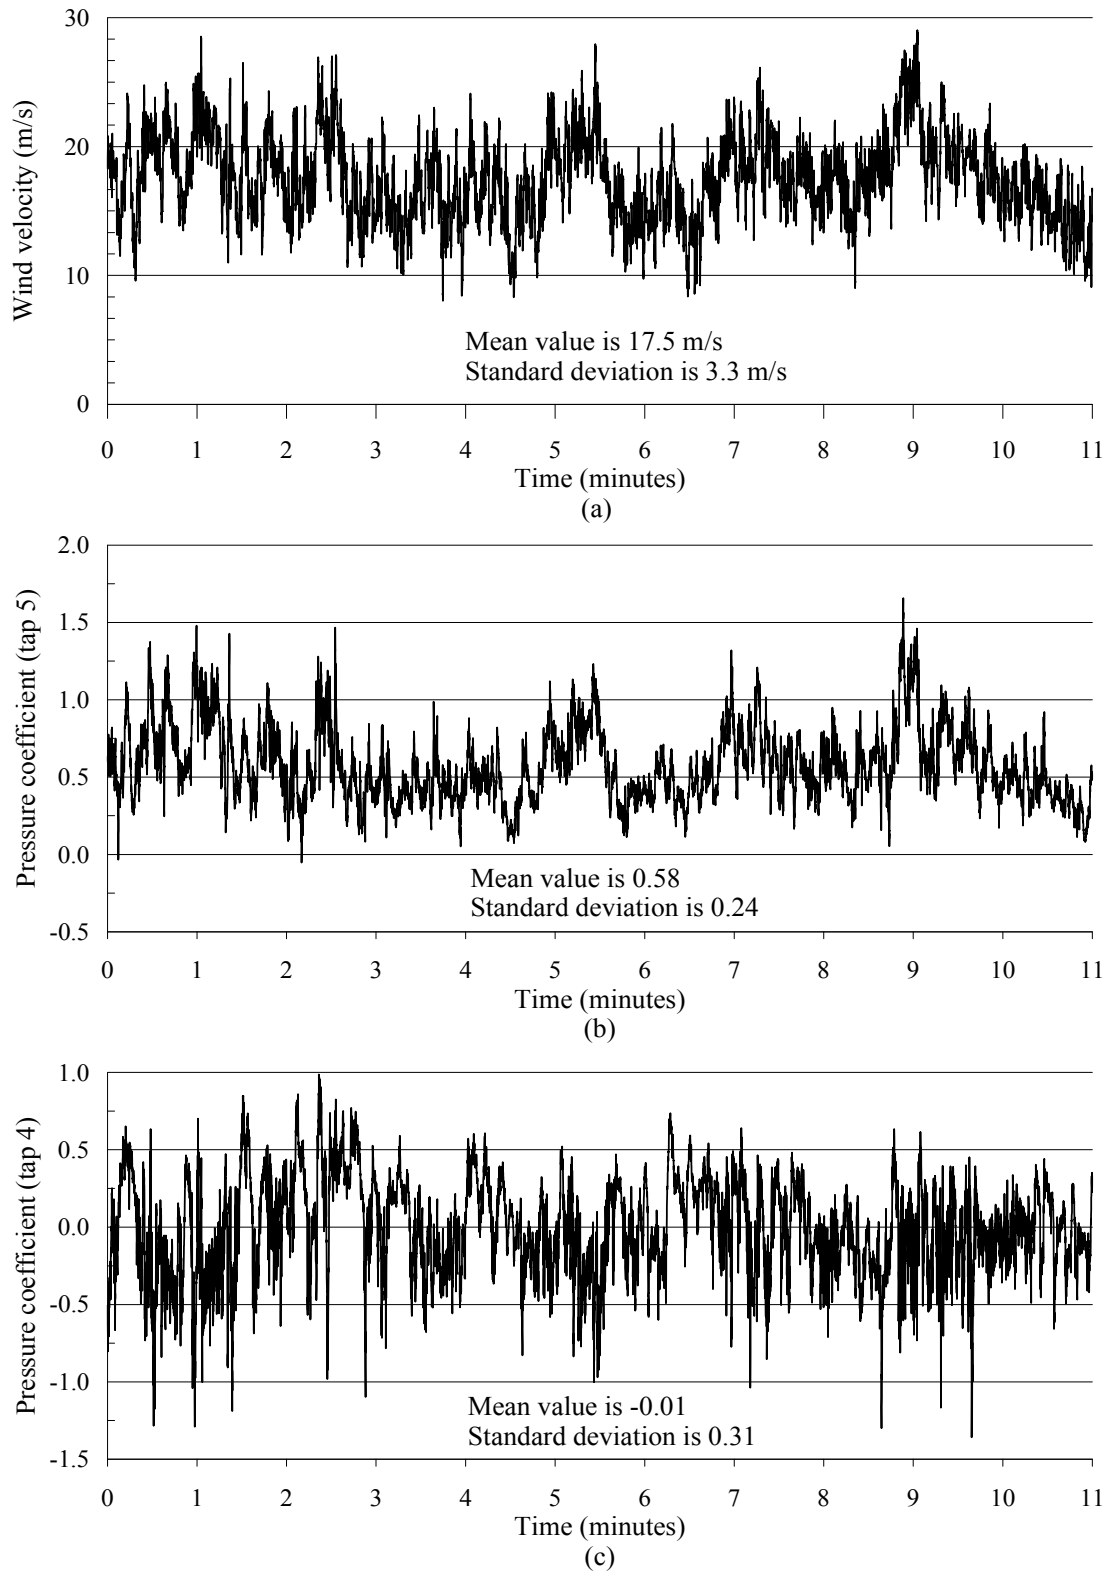 30
20
10
0
Wind velocity (m/s)
Mean value is 17.5 m/s
Standard deviation is 3.3 m/s
0 1 2 3 4 5 6 7 8 9 10 11
Time (minutes)
(a)
2.0
1.5
1.0
0.5
0.0
-0.5
Pressure coefficient (tap 5)
Mean value is 0.58
Standard deviation is 0.24
0 1 2 3 4 5 6 7 8 9 10 11
Time (minutes)
(b)
1.0
0.5
0.0
-0.5
-1.0
-1.5
Pressure coefficient (tap 4)
Mean value is -0.01
Standard deviation is 0.31
0 1 2 3 4 5 6 7 8 9 10 11
Time (minutes)
(c)